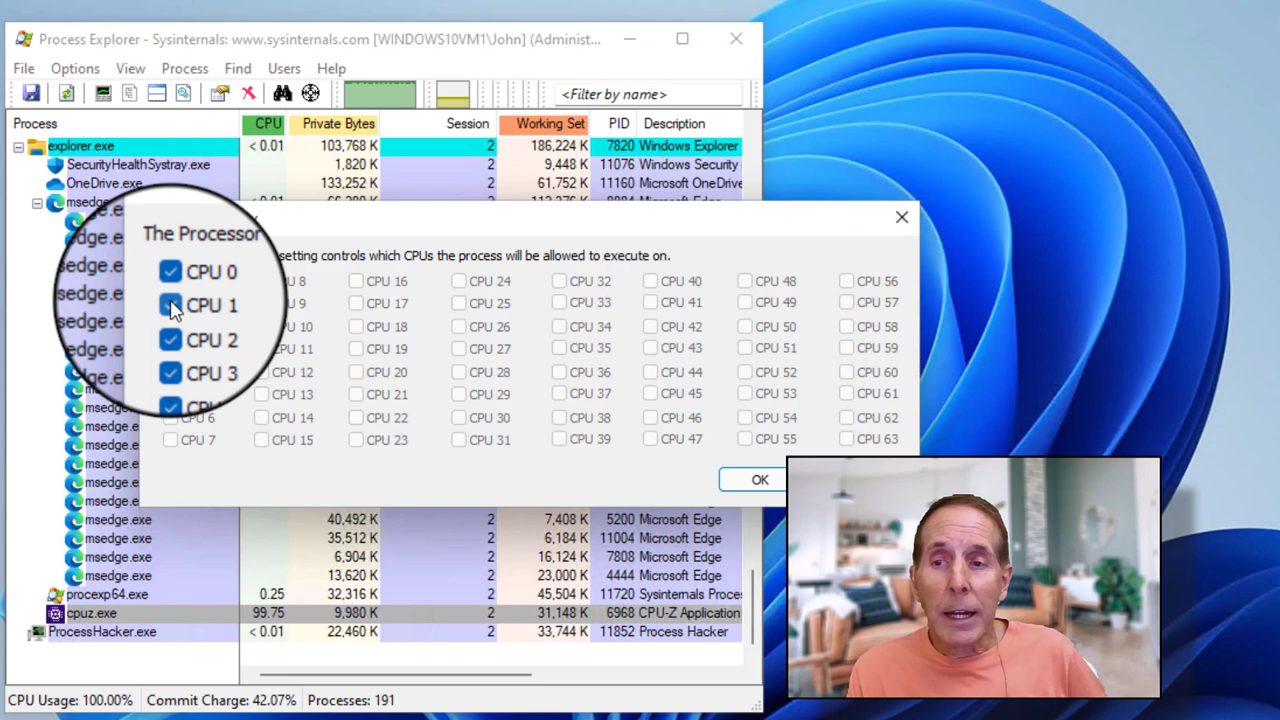 Process Explorer - Sysinternals: www.sysinternals.com [WINDOWS10VM1\John] (Administ...
File Options View Process Find Users Help
<Filter by name>
Process CPU Private Bytes Session Working Set PID Description
explorer.exe < 0.01 103,768 K 2 186,224 K 7820 Windows Explorer
SecurityHealthSystray.exe 1,820 K 2 9,448 K 11076 Windows Security
OneDrive.exe 133,252 K 2 61,752 K 11160 Microsoft OneDrive
The Processor
setting controls which CPUs the process will be allowed to execute on.
CPU 0 CPU 16 CPU 24 CPU 32 CPU 40 CPU 48 CPU 56
CPU 1 CPU 17 CPU 25 CPU 33 CPU 41 CPU 49 CPU 57
CPU 2 CPU 18 CPU 26 CPU 34 CPU 42 CPU 50 CPU 58
CPU 3 CPU 19 CPU 27 CPU 35 CPU 43 CPU 51 CPU 59
CPU 12 CPU 20 CPU 28 CPU 36 CPU 44 CPU 52 CPU 60
CPU 13 CPU 21 CPU 29 CPU 37 CPU 45 CPU 53 CPU 61
CPU 6 CPU 14 CPU 22 CPU 30 CPU 38 CPU 46 CPU 54 CPU 62
CPU 7 CPU 15 CPU 23 CPU 31 CPU 39 CPU 47 CPU 55 CPU 63
OK
msedge.exe 40,492 K 2 7,408 K 5200 Microsoft Edge
msedge.exe 35,512 K 2 6,184 K 11004 Microsoft Edge
msedge.exe 6,904 K 2 16,124 K 7808 Microsoft Edge
msedge.exe 13,620 K 2 23,000 K 4444 Microsoft Edge
procexp64.exe 0.25 32,316 K 2 45,504 K 11720 Sysinternals Proces
cpuz.exe 99.75 9,980 K 2 31,148 K 6968 CPU-Z Application
ProcessHacker.exe < 0.01 22,460 K 2 33,744 K 11852 Process Hacker
CPU Usage: 100.00% Commit Charge: 42.07% Processes: 191